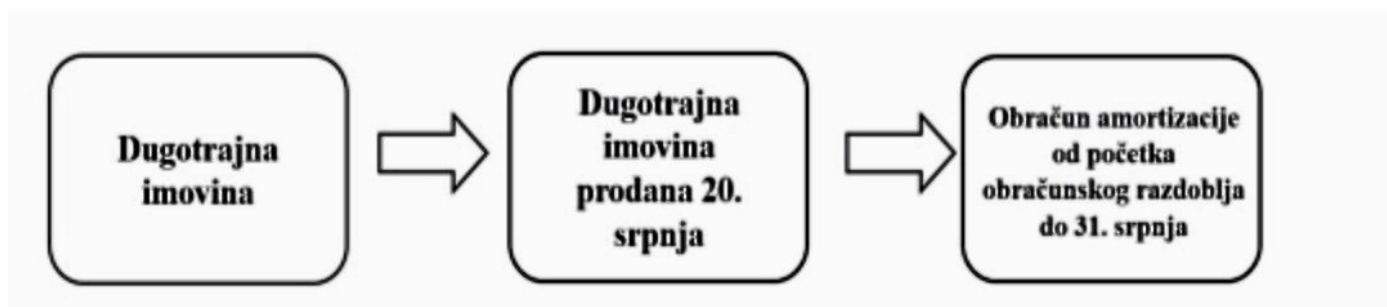 Dugotrajna
imovina
Dugotrajna
imovina
prodana 20.
srpnja
Obračun amortizacije
od početka
obračunskog razdoblja
do 31. srpnja